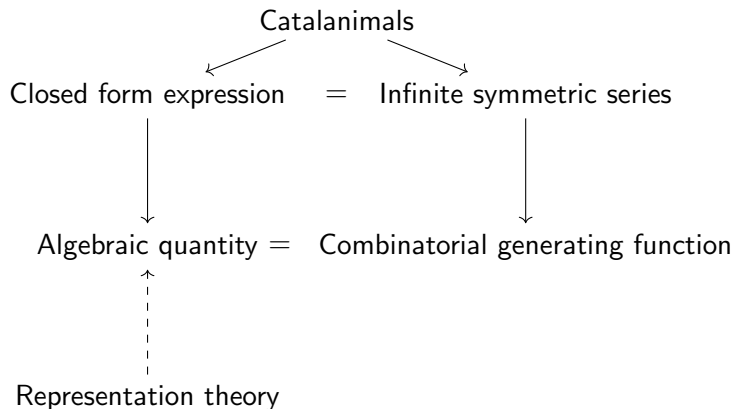 Catalanimals
Closed form expression = Infinite symmetric series
Algebraic quantity = Combinatorial generating function
Representation theory